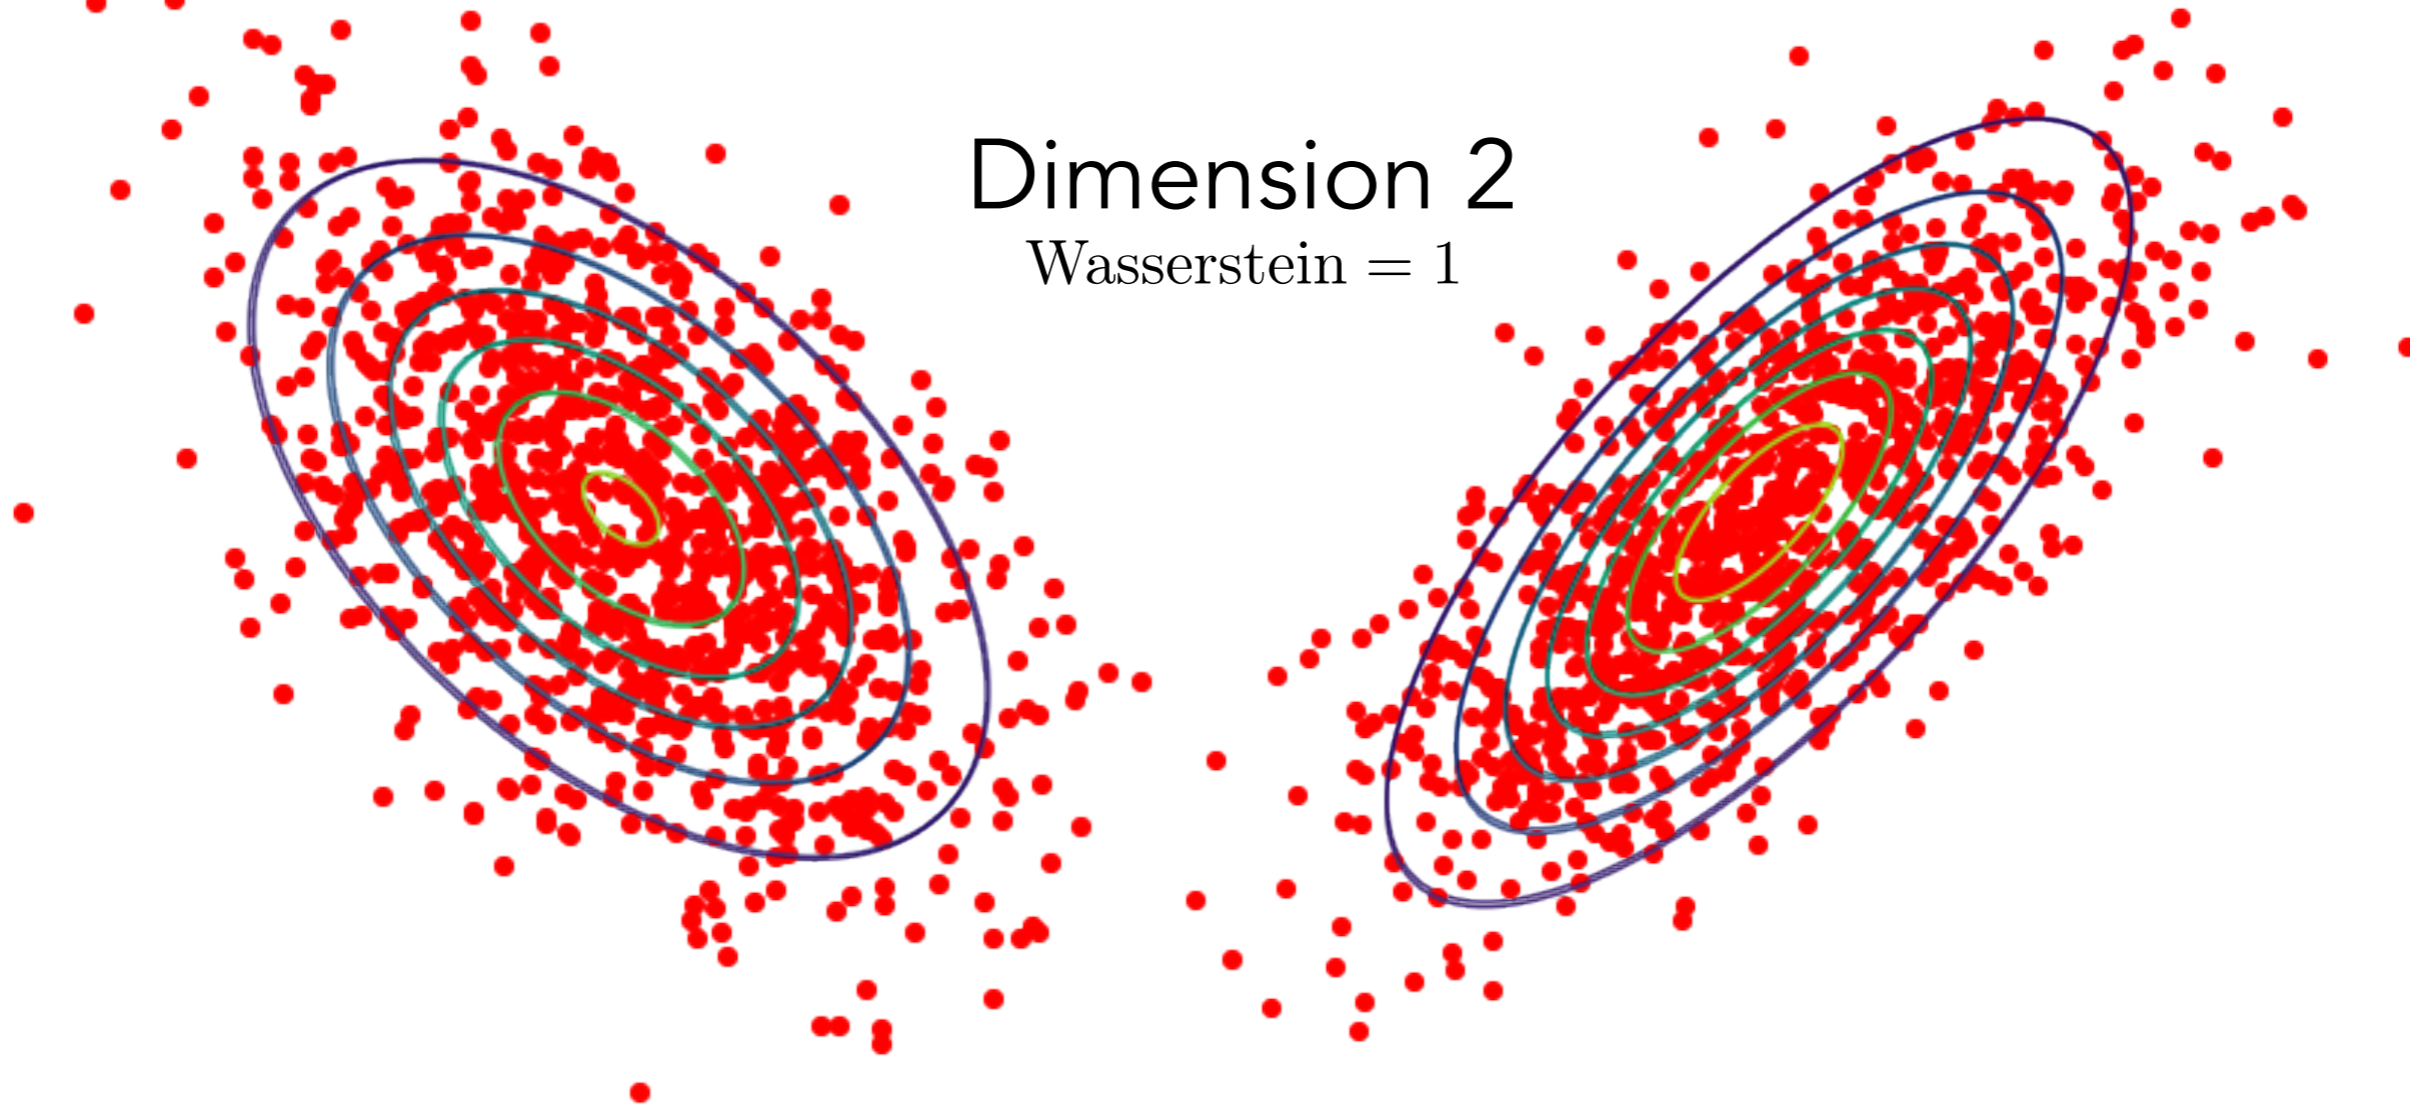 Dimension 2
Wasserstein = 1